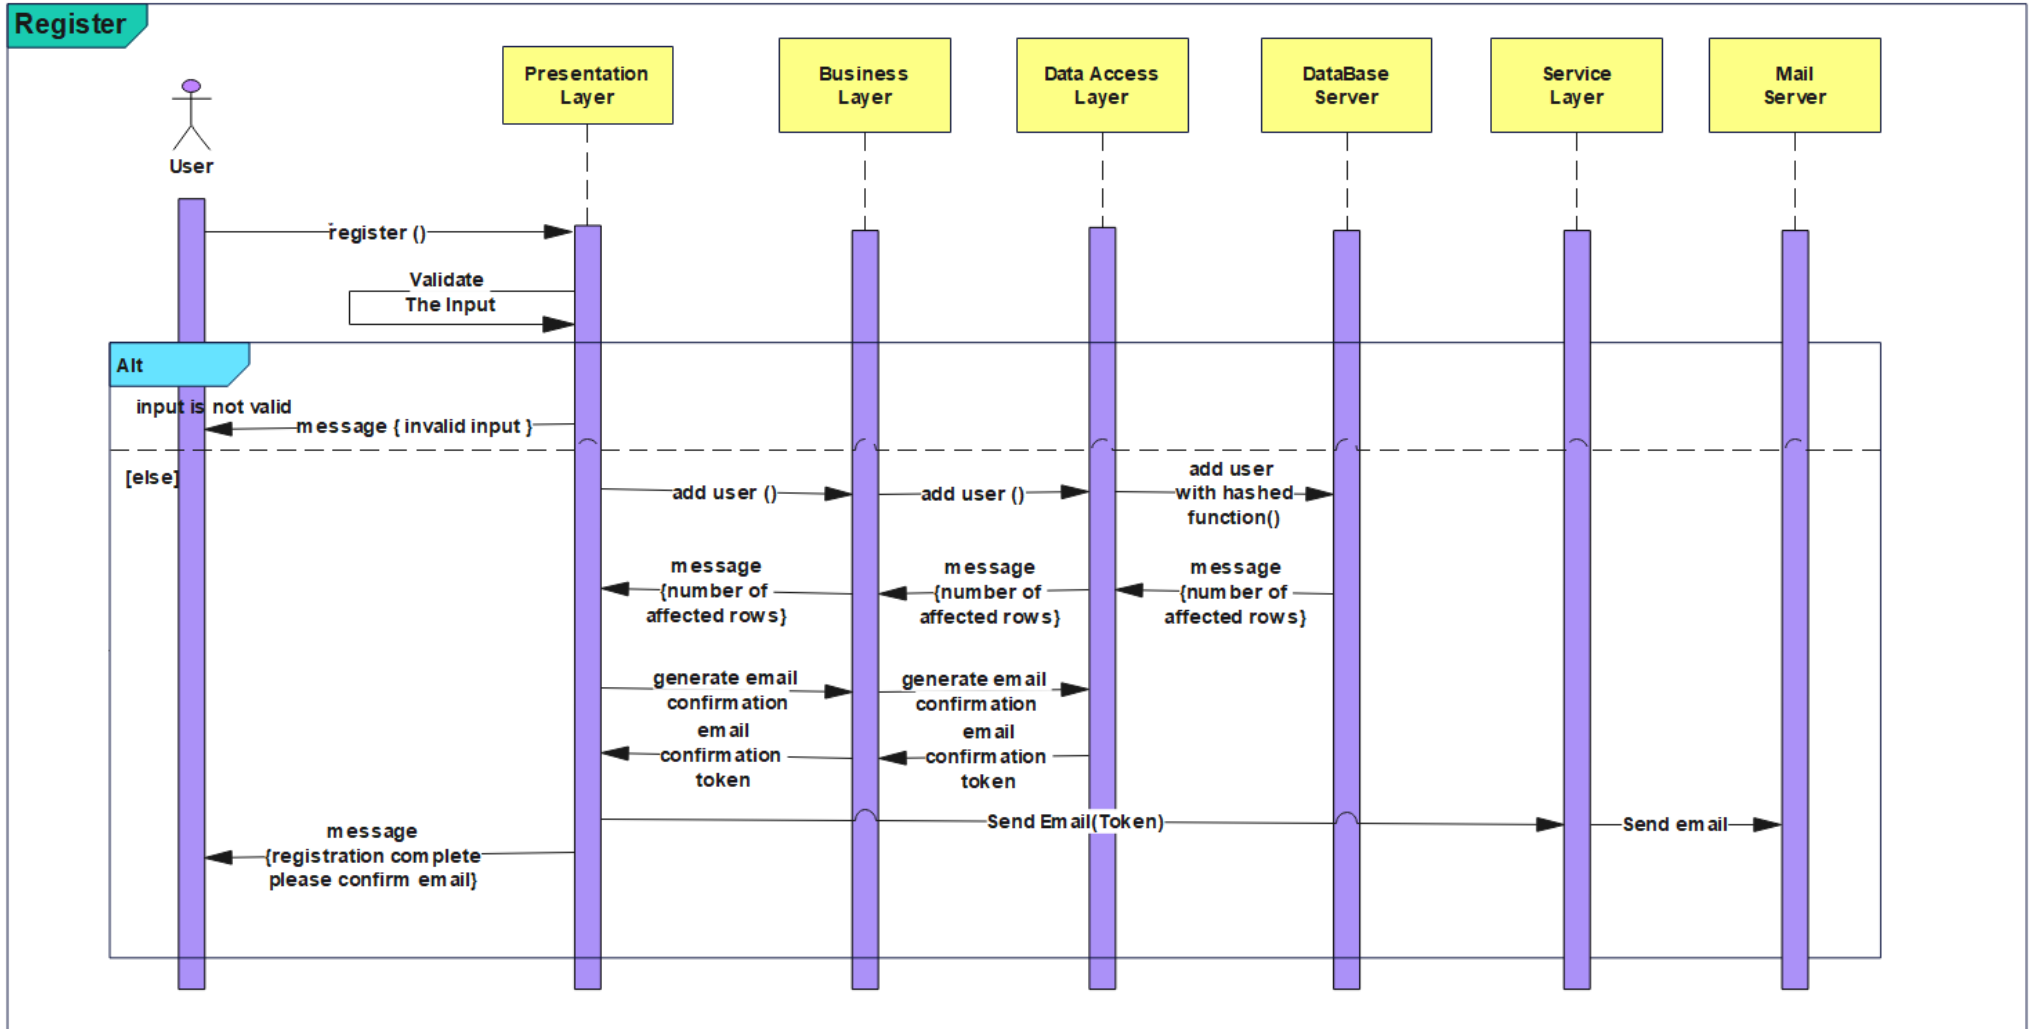 Register
User
Presentation
Layer
Business
Layer
Data Access
Layer
DataBase
Server
Service
Layer
Mail
Server
register ()
Validate
The Input
Alt
input is not valid
message { invalid input }
[else]
add user ()
add user ()
add user
with hashed
function()
message
{number of
affected rows}
message
{number of
affected rows}
message
{number of
affected rows}
generate email
confirmation
generate email
confirmation
email
confirmation
token
email
confirmation
token
Send Email(Token)
Send email
message
{registration complete
please confirm email}